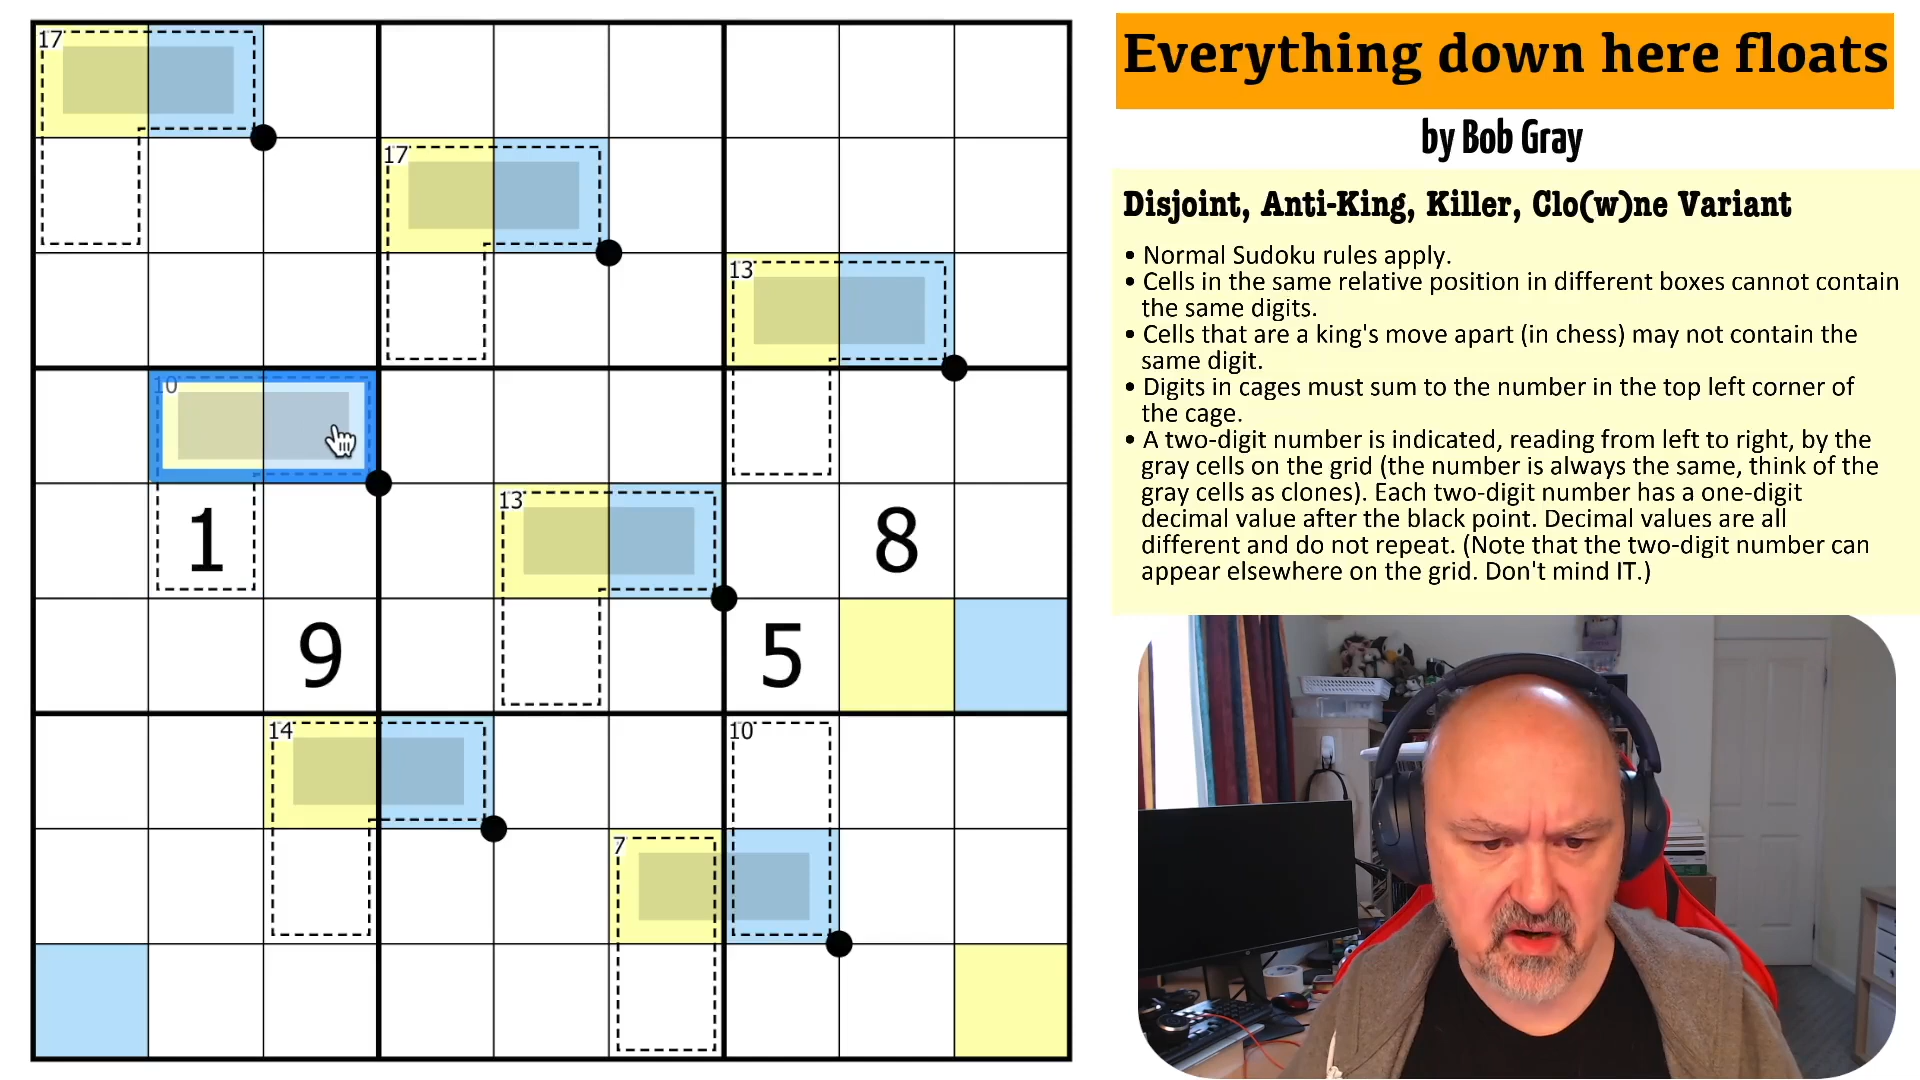 Everything down here floats
by Bob Gray
Disjoint, Anti-King, Killer, Clo(w)ne Variant
• Normal Sudoku rules apply.
• Cells in the same relative position in different boxes cannot contain
the same digits.
• Cells that are a king's move apart (in chess) may not contain the
same digit.
• Digits in cages must sum to the number in the top left corner of
the cage.
• A two-digit number is indicated, reading from left to right, by the
gray cells on the grid (the number is always the same, think of the
gray cells as clones). Each two-digit number has a one-digit
decimal value after the black point. Decimal values are all
different and do not repeat. (Note that the two-digit number can
appear elsewhere on the grid. Don't mind IT.)
17
17
13
10
13
1
8
9
5
14
10
7